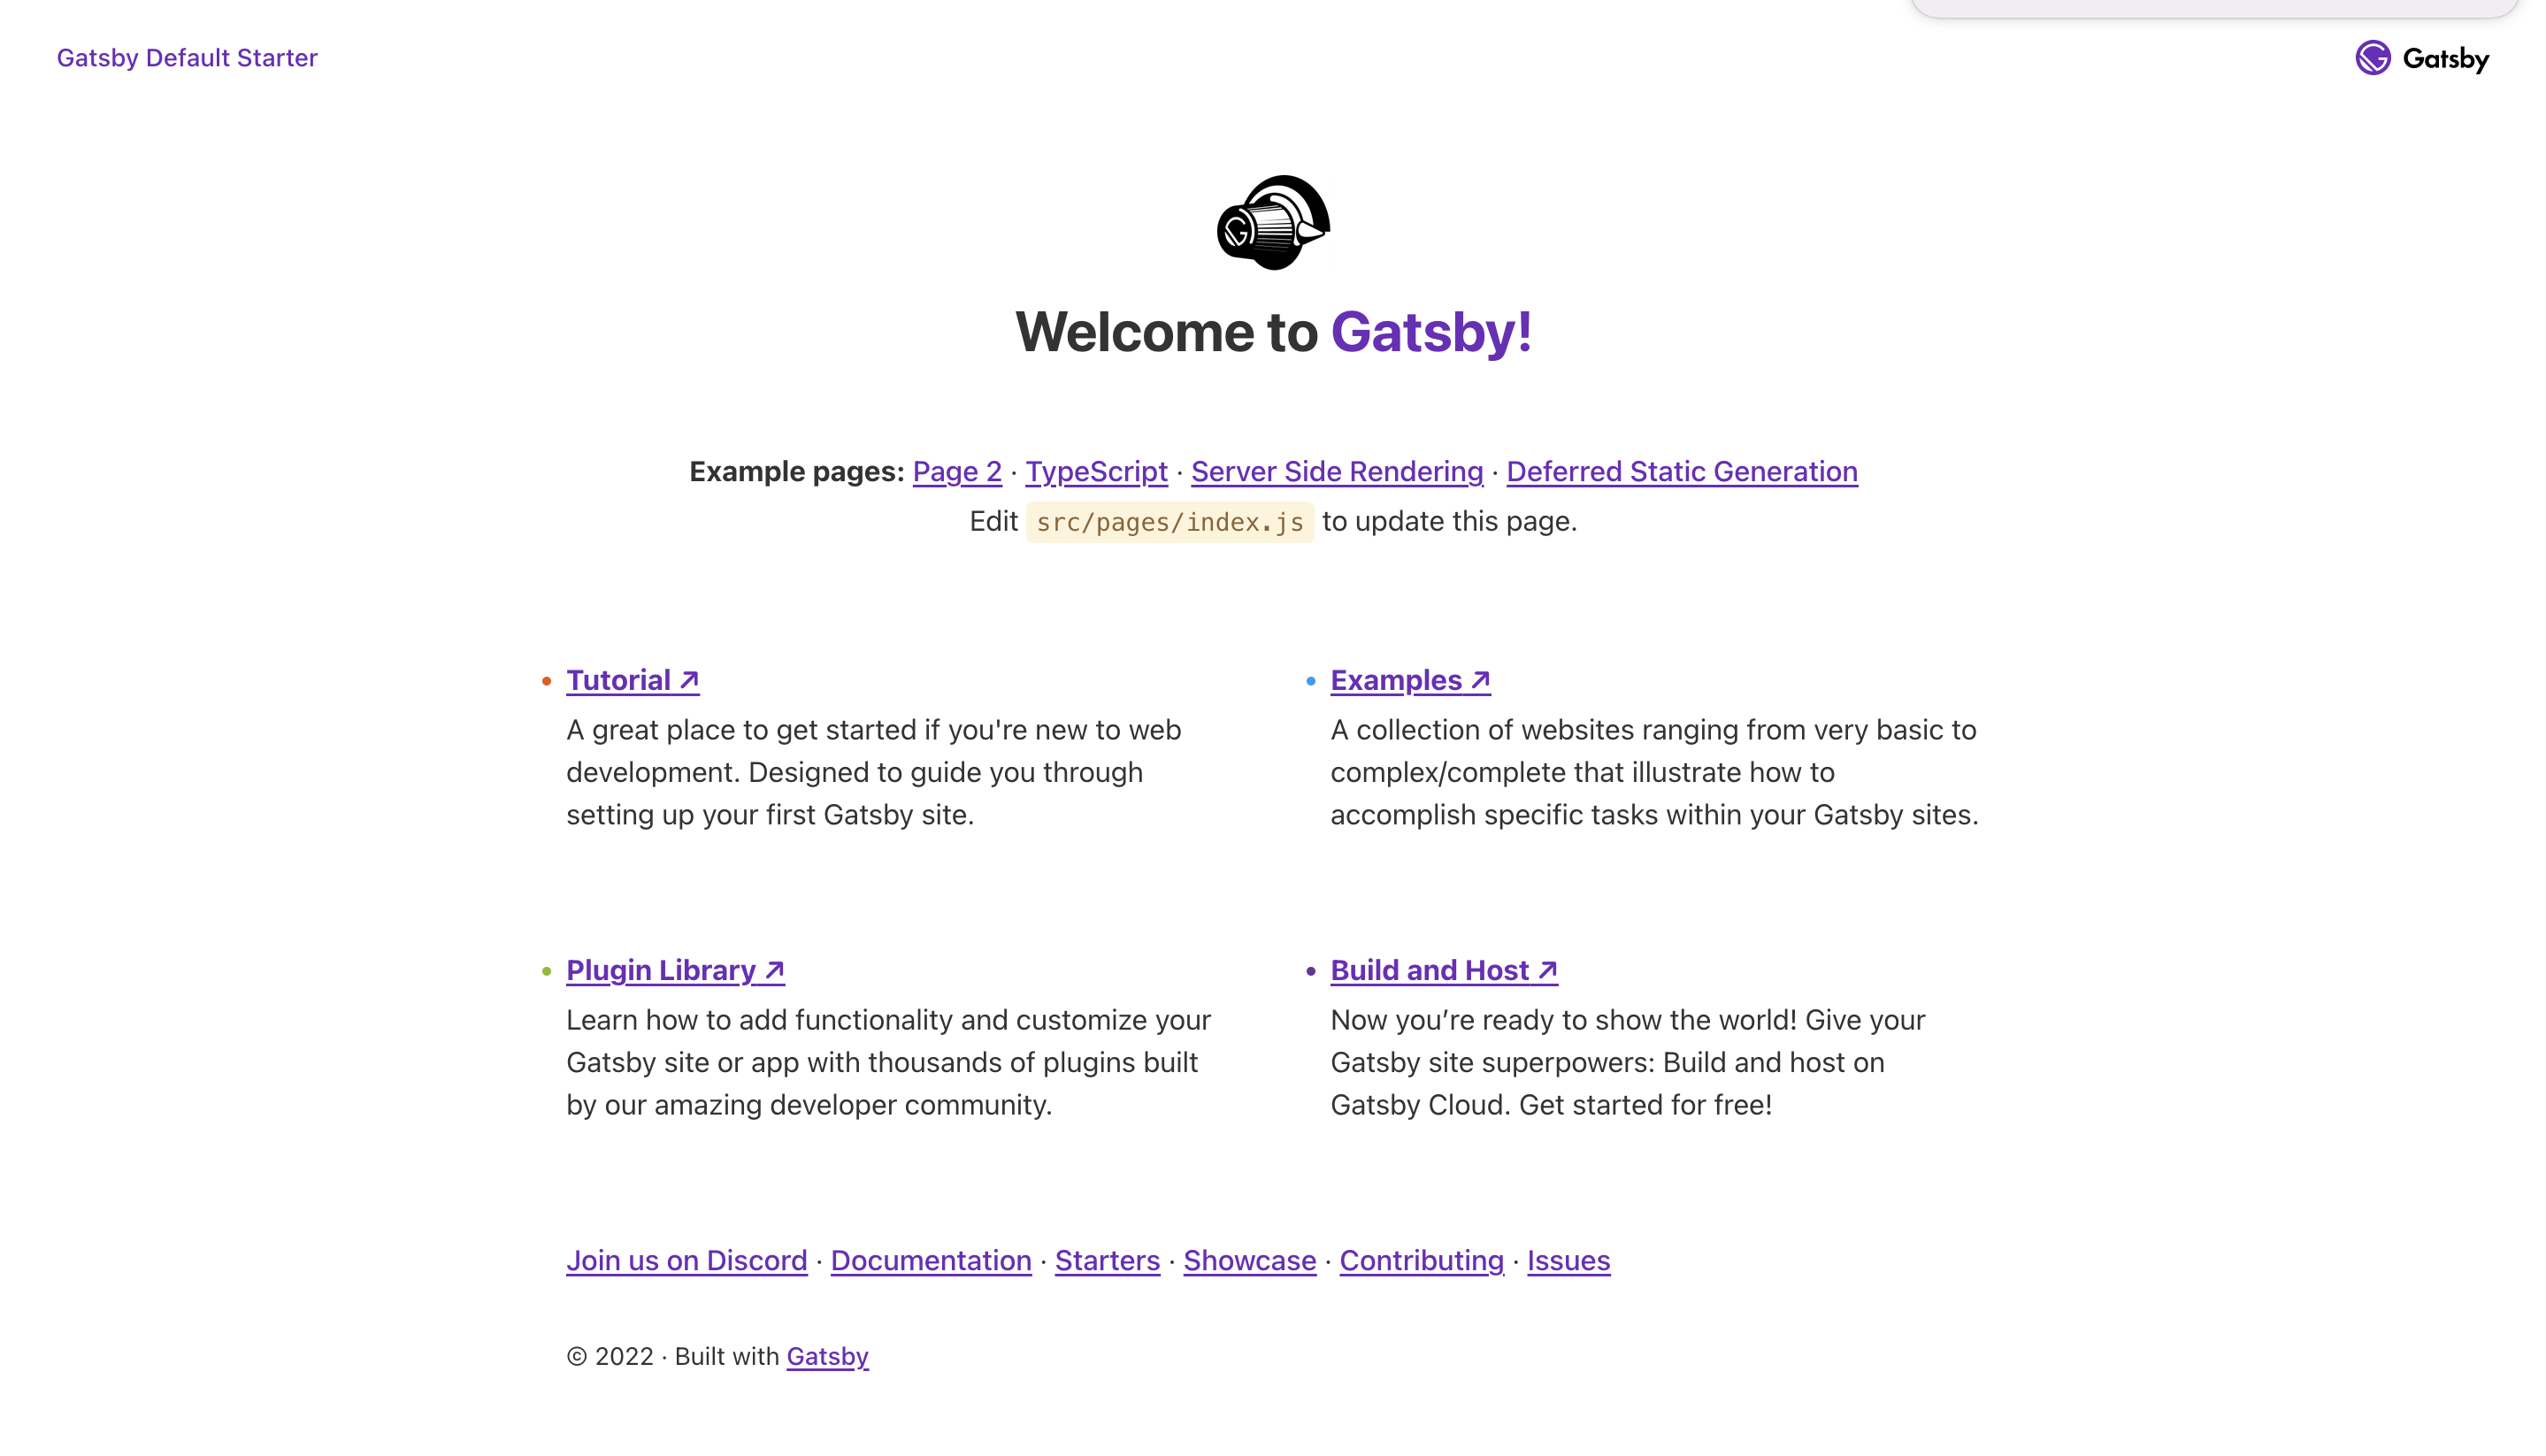 Gatsby Default Starter
Gatsby
Welcome to Gatsby!
Example pages: Page 2 · TypeScript · Server Side Rendering · Deferred Static Generation
Edit src/pages/index.js to update this page.
Tutorial ↗
A great place to get started if you're new to web
development. Designed to guide you through
setting up your first Gatsby site.
Examples ↗
A collection of websites ranging from very basic to
complex/complete that illustrate how to
accomplish specific tasks within your Gatsby sites.
Plugin Library ↗
Learn how to add functionality and customize your
Gatsby site or app with thousands of plugins built
by our amazing developer community.
Build and Host ↗
Now you’re ready to show the world! Give your
Gatsby site superpowers: Build and host on
Gatsby Cloud. Get started for free!
Join us on Discord · Documentation · Starters · Showcase · Contributing · Issues
© 2022 · Built with Gatsby